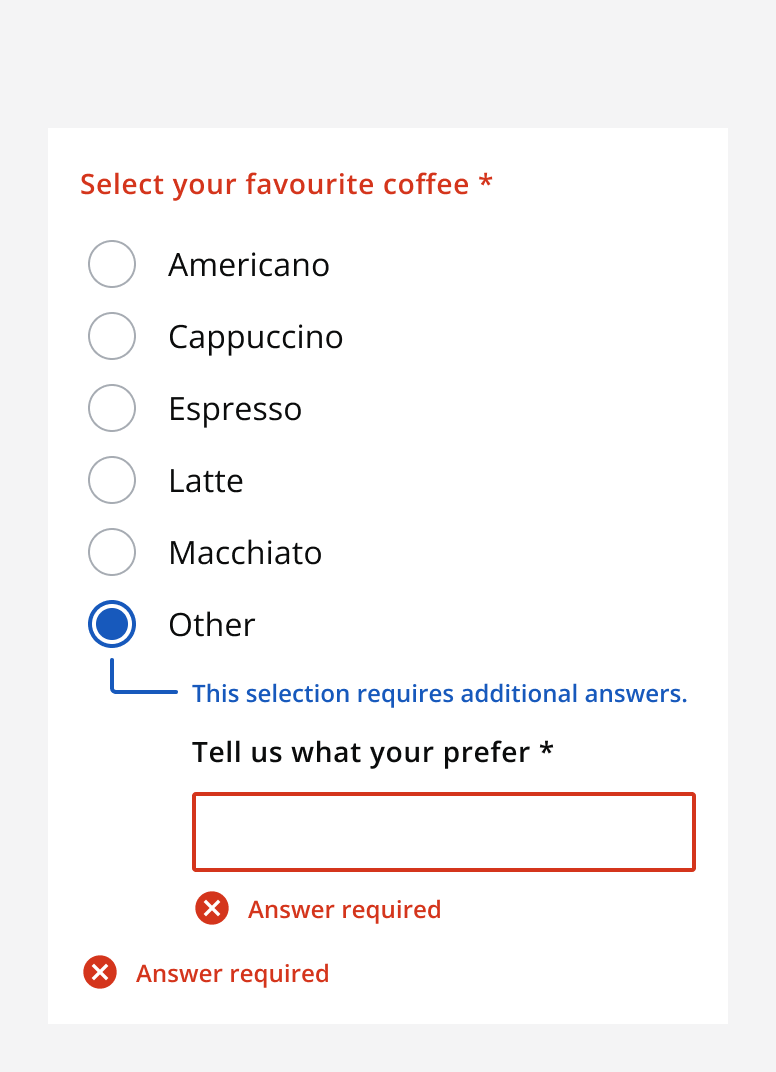 Select your favourite coffee *
Americano
Cappuccino
Espresso
Latte
Macchiato
Other
This selection requires additional answers.
Tell us what your prefer *
Answer required
Answer required